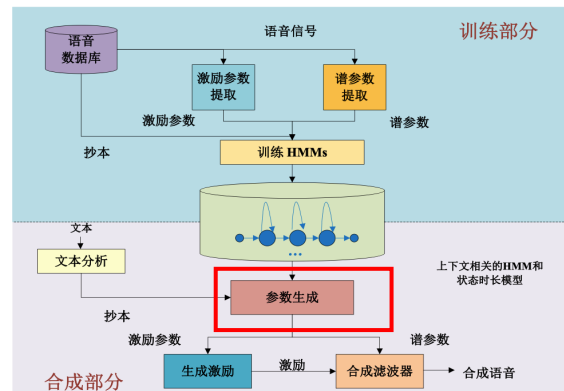 语音信号
训练部分
语音
数据库
激励参数
提取
谱参数
提取
激励参数
谱参数
抄本
训练 HMMs
...
文本
文本分析
上下文相关的HMM和
状态时长模型
参数生成
抄本
激励参数
谱参数
生成激励
激励
合成滤波器
合成语音
合成部分